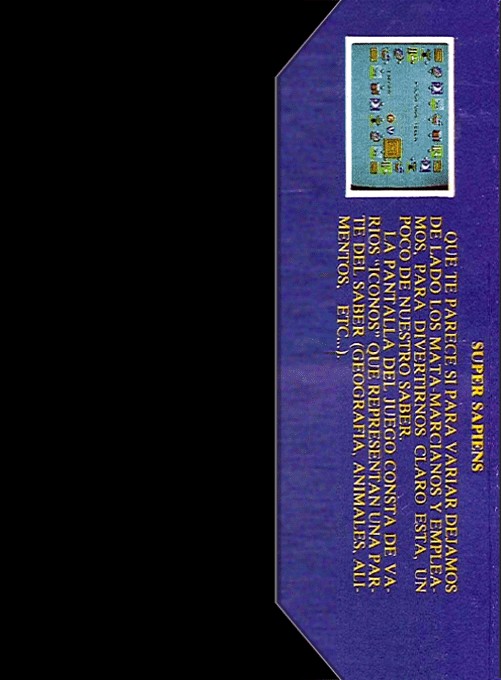 SUPER SAPIENS
QUE TE PARECE SI PARA VARIAR DEJAMOS
DE LADO LOS MATA-MARCIANOS Y EMPLEA-
MOS, PARA DIVERTIRNOS CLARO ESTA, UN
POCO DE NUESTRO SABER.
LA PANTALLA DEL JUEGO CONSTA DE VA-
RIOS "ICONOS" QUE REPRESENTAN UNA PAR-
TE DEL SABER (GEOGRAFIA, ANIMALES, ALI-
MENTOS, ETC...).